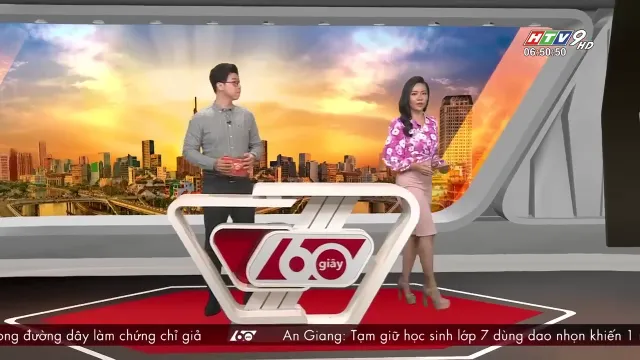 HTV9 HD
06:50:50
60 giây
ong đường dây làm chứng chỉ giả 60 An Giang: Tạm giữ học sinh lớp 7 dùng dao nhọn khiến 1